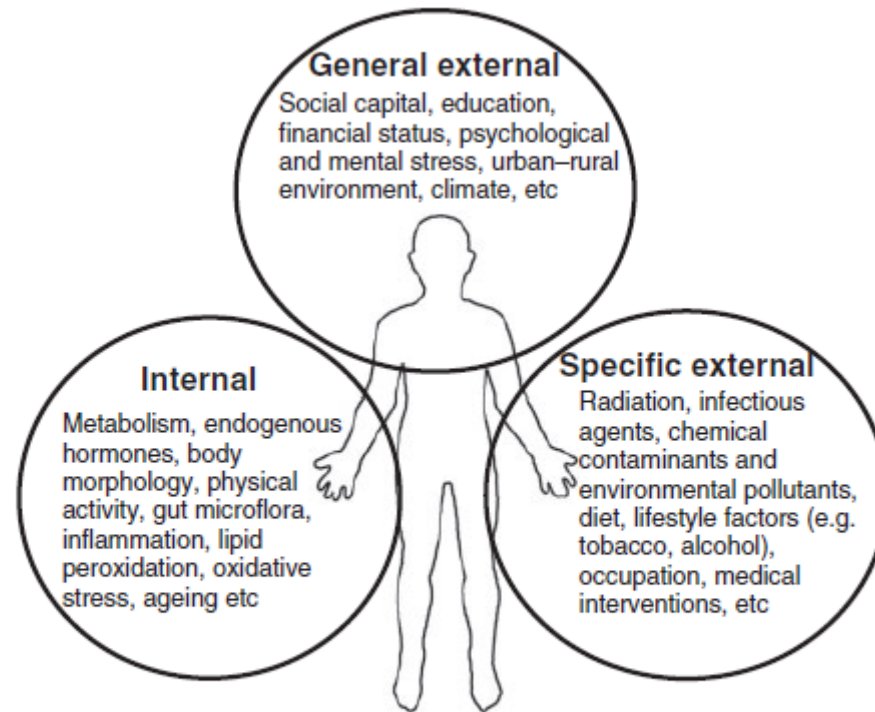 General external
Social capital, education,
financial status, psychological
and mental stress, urban–rural
environment, climate, etc
Internal
Metabolism, endogenous
hormones, body
morphology, physical
activity, gut microflora,
inflammation, lipid
peroxidation, oxidative
stress, ageing etc
Specific external
Radiation, infectious
agents, chemical
contaminants and
environmental pollutants,
diet, lifestyle factors (e.g.
tobacco, alcohol),
occupation, medical
interventions, etc